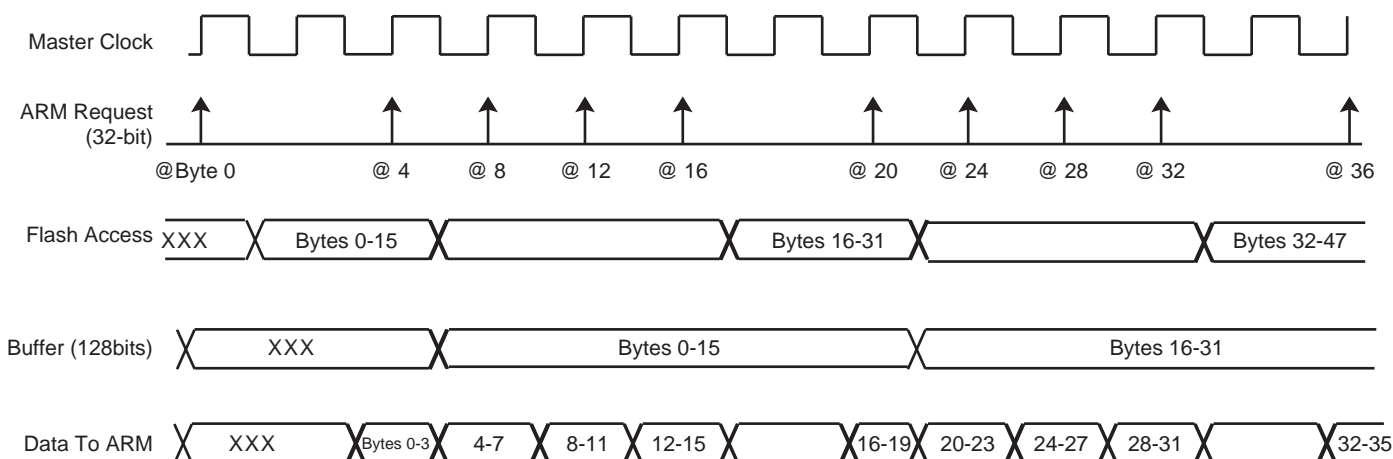 Master Clock
ARM Request
(32-bit)
@Byte 0 @ 4 @ 8 @ 12 @ 16 @ 20 @ 24 @ 28 @ 32 @ 36
Flash Access XXX Bytes 0-15 Bytes 16-31 Bytes 32-47
Buffer (128bits) XXX Bytes 0-15 Bytes 16-31
Data To ARM XXX Bytes 0-3 4-7 8-11 12-15 16-19 20-23 24-27 28-31 32-35